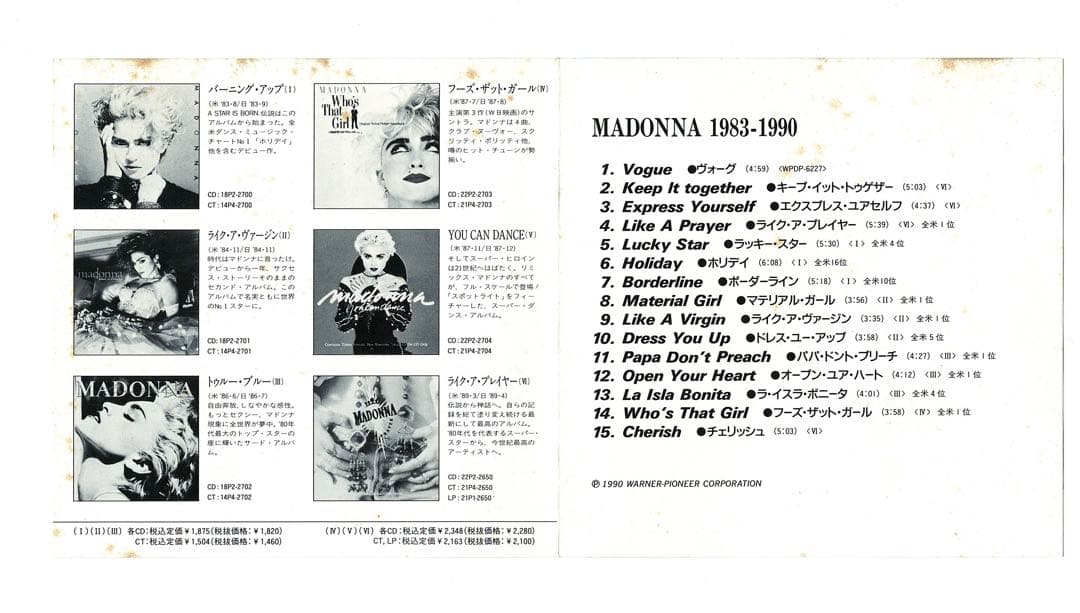 バーニング・アップ(Ⅰ)
(米'83・8/日'83・9)
A STAR IS BORN 伝説はこの
アルバムから始まった。全
米ダンス・ミュージック・
チャートNo.1「ホリデイ」
他を含むデビュー作。
CD:18P2-2700
CT:14P4-2700
MADONNA
フーズ・ザット・ガール(Ⅳ)
(米'87・7/日'87・8)
主演第3作(WB映画)のサ
ントラ。マドンナは4曲、
クラブ・ヌーヴォー、スク
リッティ・ポリッティ他、
噂のヒット・チューンが勢
揃い。
CD:22P2-2703
CT:21P4-2703
MADONNA
Who's
That
Girl
Original Motion Picture Soundtrack
ライク・ア・ヴァージン(Ⅱ)
(米'84・11/日'84・11)
時代はマドンナに首ったけ。
デビューから一年、サクセ
ス・ストーリーそのままの
セカンド・アルバム。この
アルバムで名実ともに世界
のNo.1スターに。
CD:18P2-2701
CT:14P4-2701
madonna
YOU CAN DANCE(Ⅴ)
(米'87・11/日'87・12)
そしてスーパー・ヒロイン
は21世紀へはばたく。リミ
ックス・マドンナのすべて
が、フル・スケールで登場!
「スポットライト」をフィー
チャーした、スーパー・ダ
ンス・アルバム。
CD:22P2-2704
CT:21P4-2704
madonna
You can dance
トゥルー・ブルー(Ⅲ)
(米'86・6/日'86・7)
自由奔放、しなやかな感性。
もっとセクシー、マドンナ
現象に全世界が夢中。'80年
代最大のトップ・スターの
座に輝いたサード・アルバ
ム。
CD:18P2-2702
CT:14P4-2702
MADONNA
ライク・ア・プレイヤー(Ⅵ)
(米'89・3/日'89・4)
伝説から神話へ。自らの記
録を総て塗り変え続ける最
新にして最高のアルバム。
'80年代を代表するスーパー・
スターから、今世紀最高の
アーティストへ。
CD:22P2-2650
CT:21P4-2650
LP:21P1-2650
MADONNA
(Ⅰ)(Ⅱ)(Ⅲ) 各CD:税込定価¥1,875(税抜価格:¥1,820)
CT:税込定価¥1,504(税抜価格:¥1,460)
(Ⅳ)(Ⅴ)(Ⅵ) 各CD:税込定価¥2,348(税抜価格:¥2,280)
CT, LP:税込定価¥2,163(税抜価格:¥2,100)
MADONNA 1983-1990
1. Vogue ●ヴォーグ (4:59) <WPDP-6227>
2. Keep It together ●キープ・イット・トゥゲザー (5:03) <Ⅵ>
3. Express Yourself ●エクスプレス・ユアセルフ (4:37) <Ⅵ>
4. Like A Prayer ●ライク・ア・プレイヤー (5:39) <Ⅵ> 全米1位
5. Lucky Star ●ラッキー・スター (5:30) <Ⅰ> 全米4位
6. Holiday ●ホリデイ (6:08) <Ⅰ> 全米16位
7. Borderline ●ボーダーライン (5:18) <Ⅰ> 全米10位
8. Material Girl ●マテリアル・ガール (3:56) <Ⅱ> 全米1位
9. Like A Virgin ●ライク・ア・ヴァージン (3:35) <Ⅱ> 全米1位
10. Dress You Up ●ドレス・ユー・アップ (3:58) <Ⅱ> 全米5位
11. Papa Don't Preach ●パパ・ドント・プリーチ (4:27) <Ⅲ> 全米1位
12. Open Your Heart ●オープン・ユア・ハート (4:12) <Ⅲ> 全米1位
13. La Isla Bonita ●ラ・イスラ・ボニータ (4:01) <Ⅲ> 全米4位
14. Who's That Girl ●フーズ・ザット・ガール (3:58) <Ⅳ> 全米1位
15. Cherish ●チェリッシュ (5:03) <Ⅵ>
Ⓟ 1990 WARNER-PIONEER CORPORATION